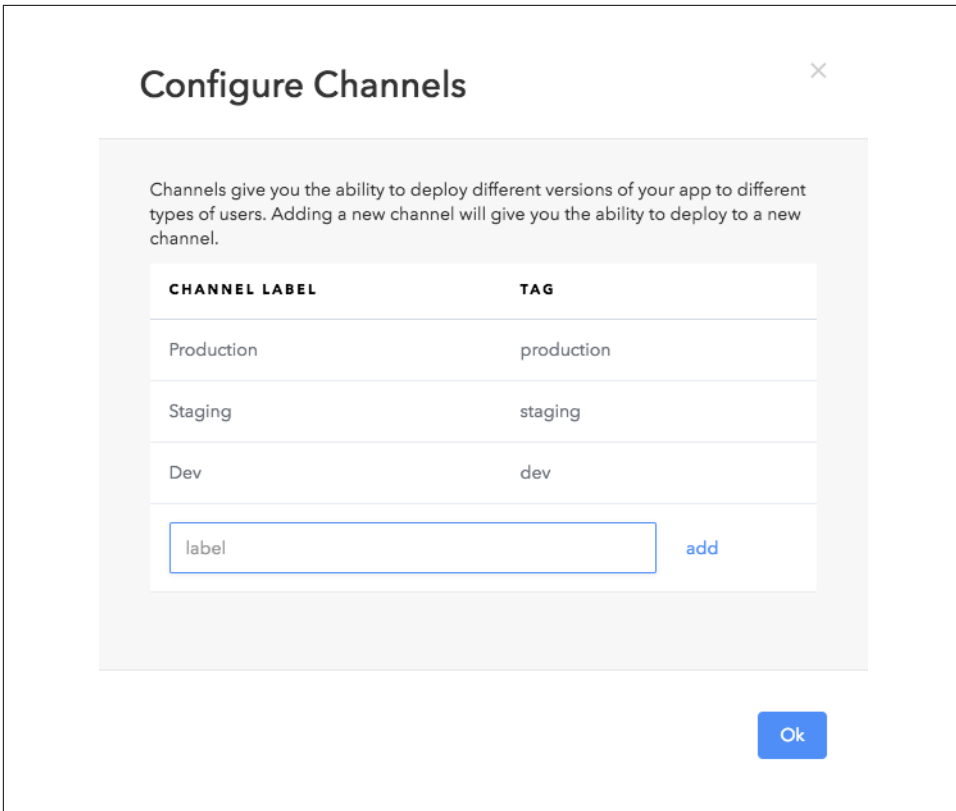 Configure Channels
×
Channels give you the ability to deploy different versions of your app to different
types of users. Adding a new channel will give you the ability to deploy to a new
channel.
CHANNEL LABEL TAG
Production production
Staging staging
Dev dev
label add
Ok